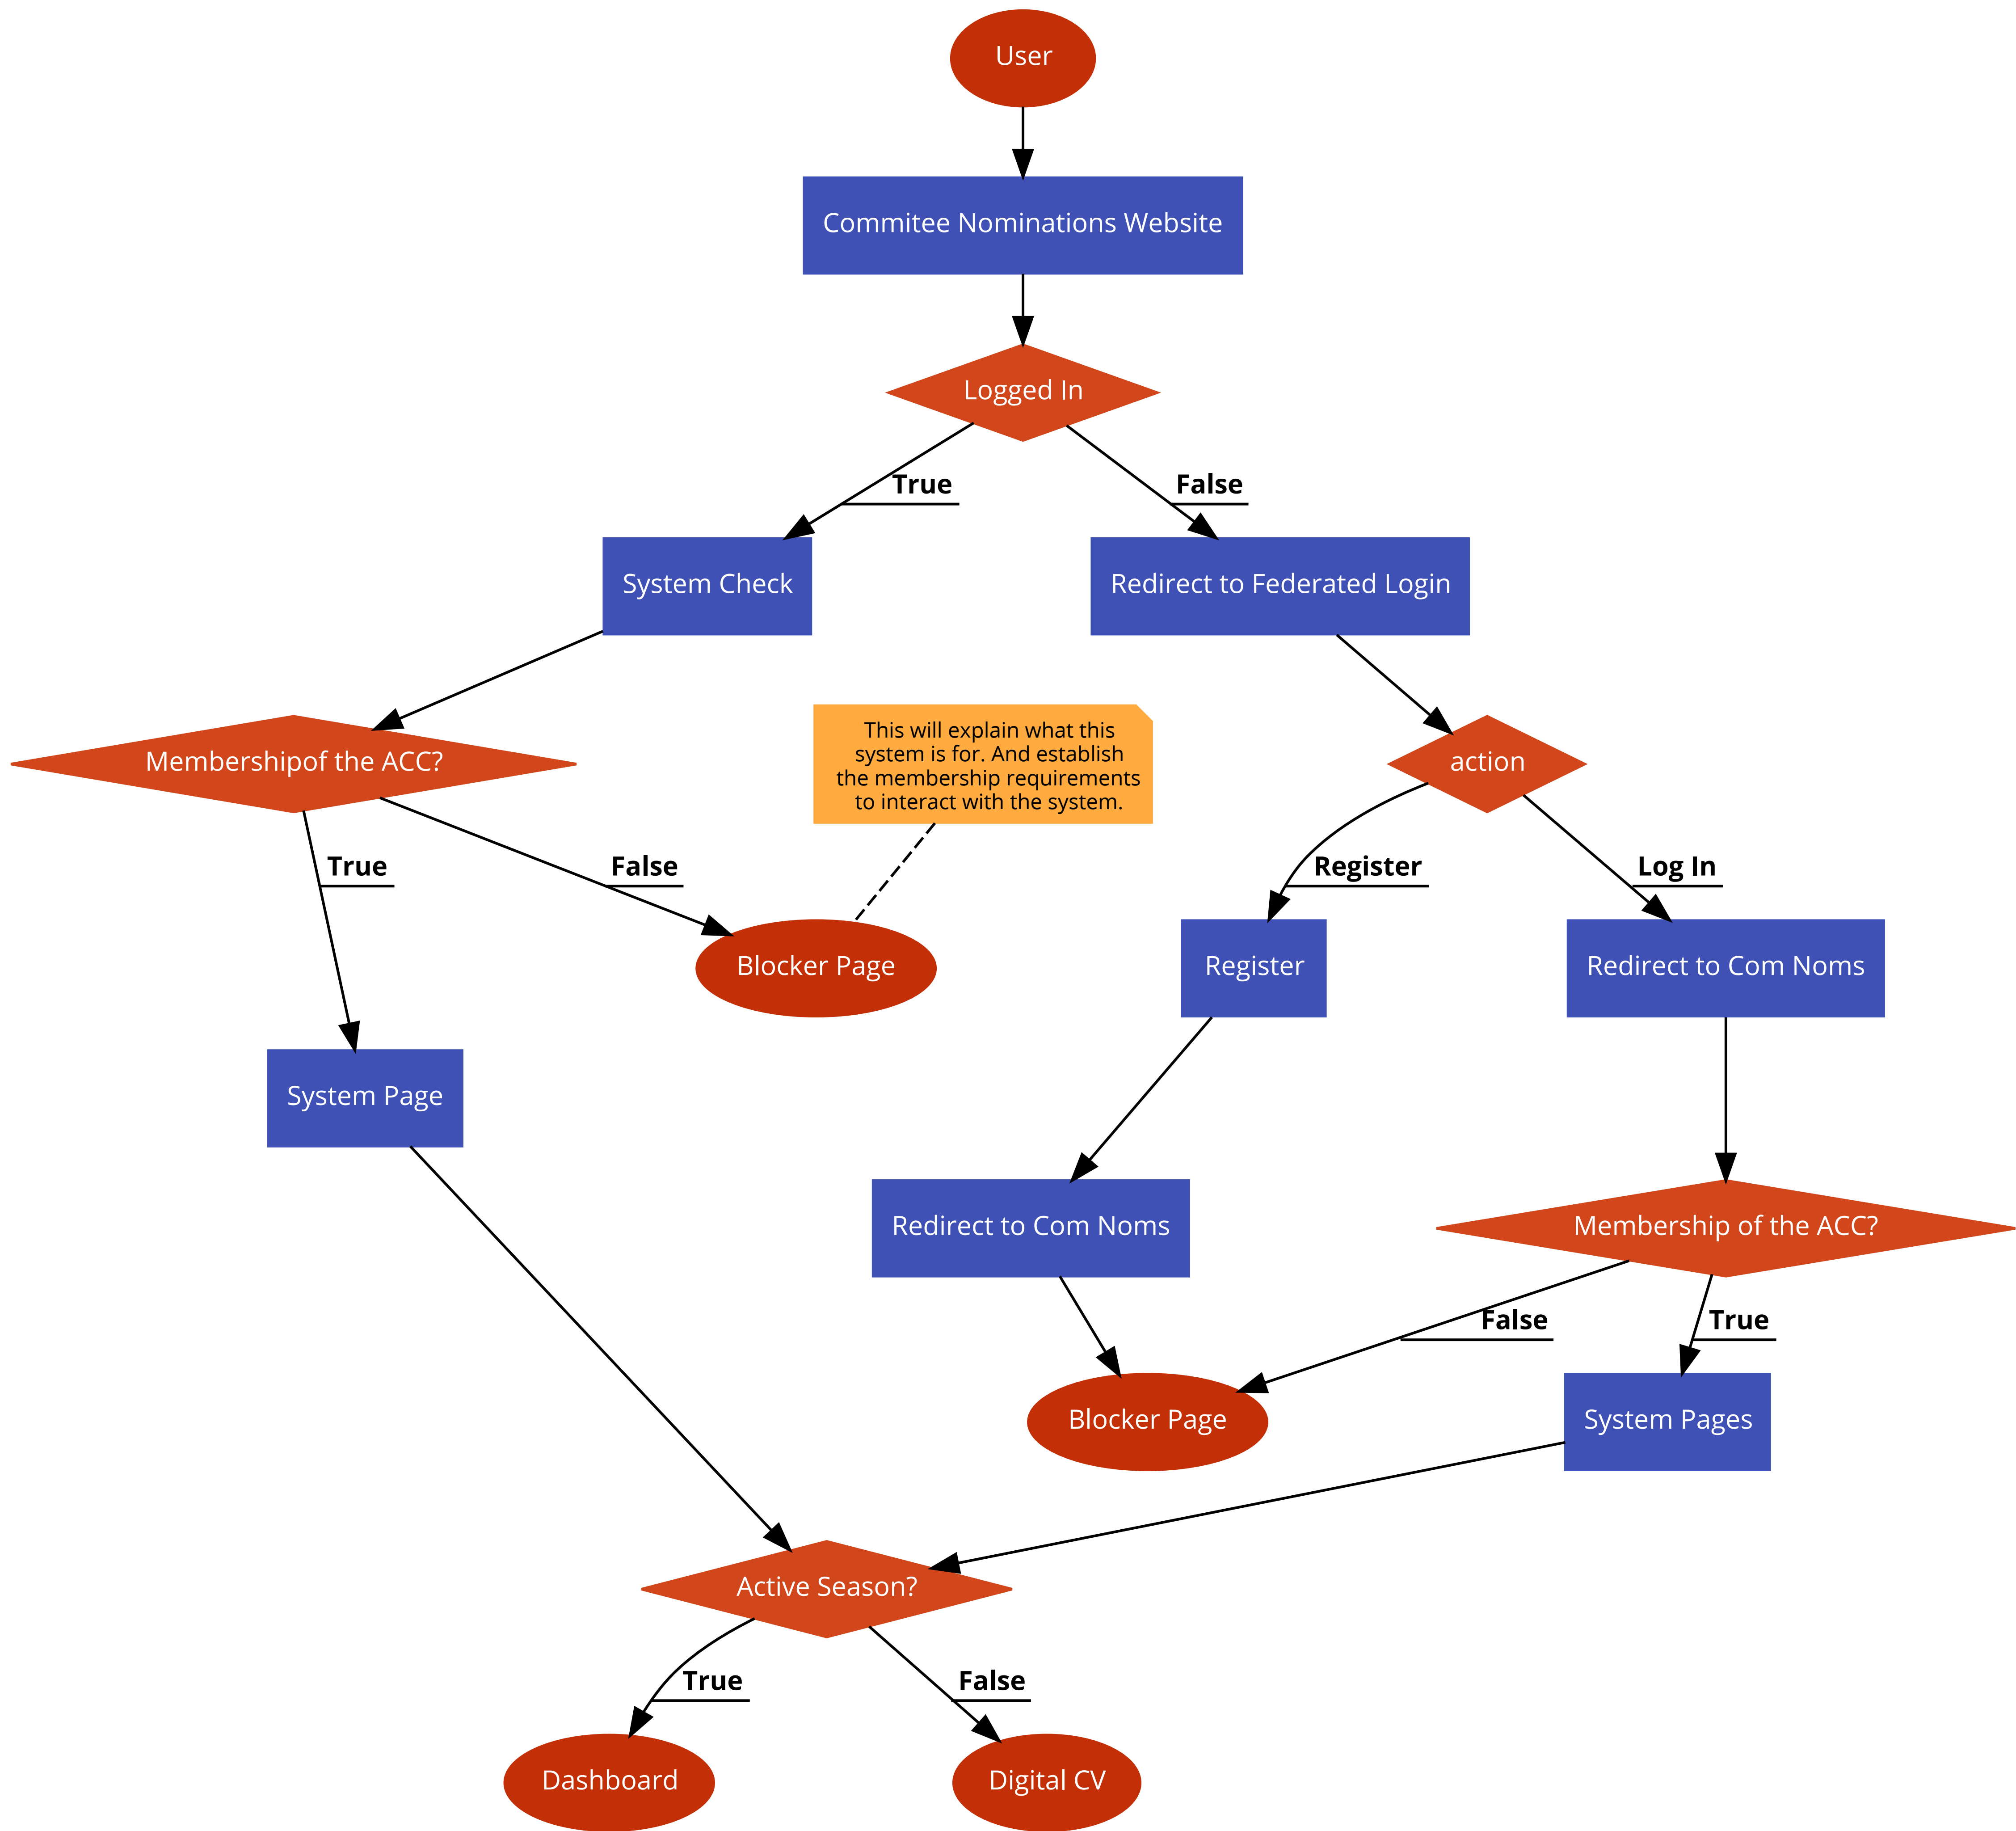 User
Commitee Nominations Website
Logged In
True
False
System Check
Redirect to Federated Login
This will explain what this
system is for. And establish
the membership requirements
to interact with the system.
Membershipof the ACC?
action
True
False
Register
Log In
Blocker Page
Register
Redirect to Com Noms
System Page
Redirect to Com Noms
Membership of the ACC?
False
True
Blocker Page
System Pages
Active Season?
True
False
Dashboard
Digital CV